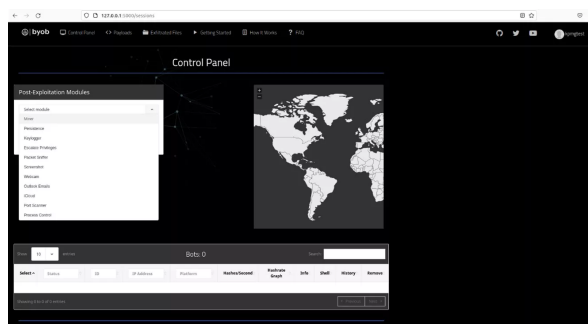 127.0.0.1:5000/sessions
byob
Control Panel
Payloads
Exfiltrated Files
Getting Started
How It Works
FAQ
Control Panel
Post-Exploitation Modules
Select module
Miner
Persistence
Keylogger
Escalate Privileges
Packet Sniffer
Screenshot
Webcam
Outlook Emails
iCloud
Port Scanner
Process Control
+
-
Show 10 entries
Bots: 0
Search:
Select
Status
OS
IP Address
Platform
Hashes/Second
Hashrate Graph
Info
Shell
History
Remove
Showing 0 to 0 of 0 entries
Previous
Next